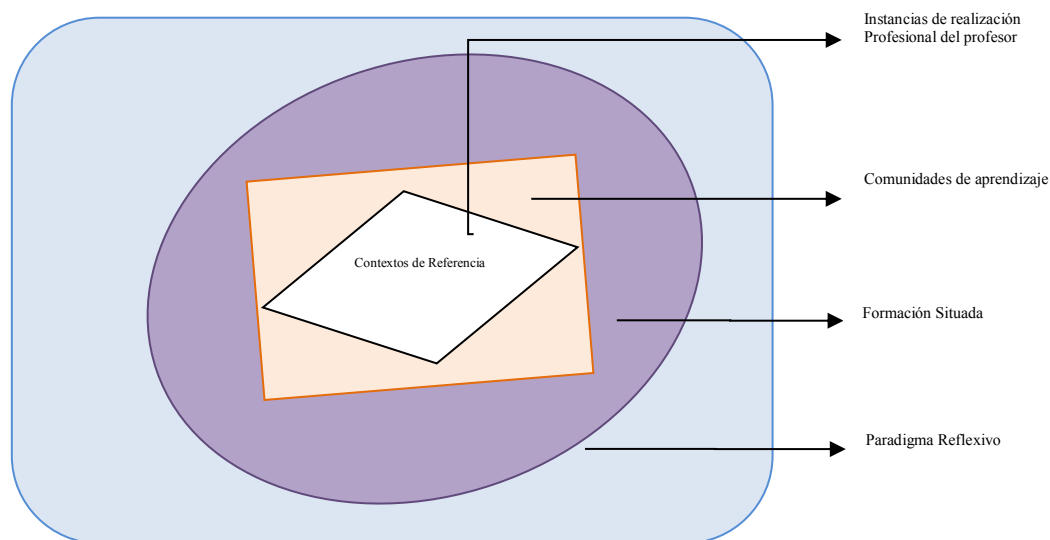 Instancias de realización
Profesional del profesor
Comunidades de aprendizaje
Contextos de Referencia
Formación Situada
Paradigma Reflexivo